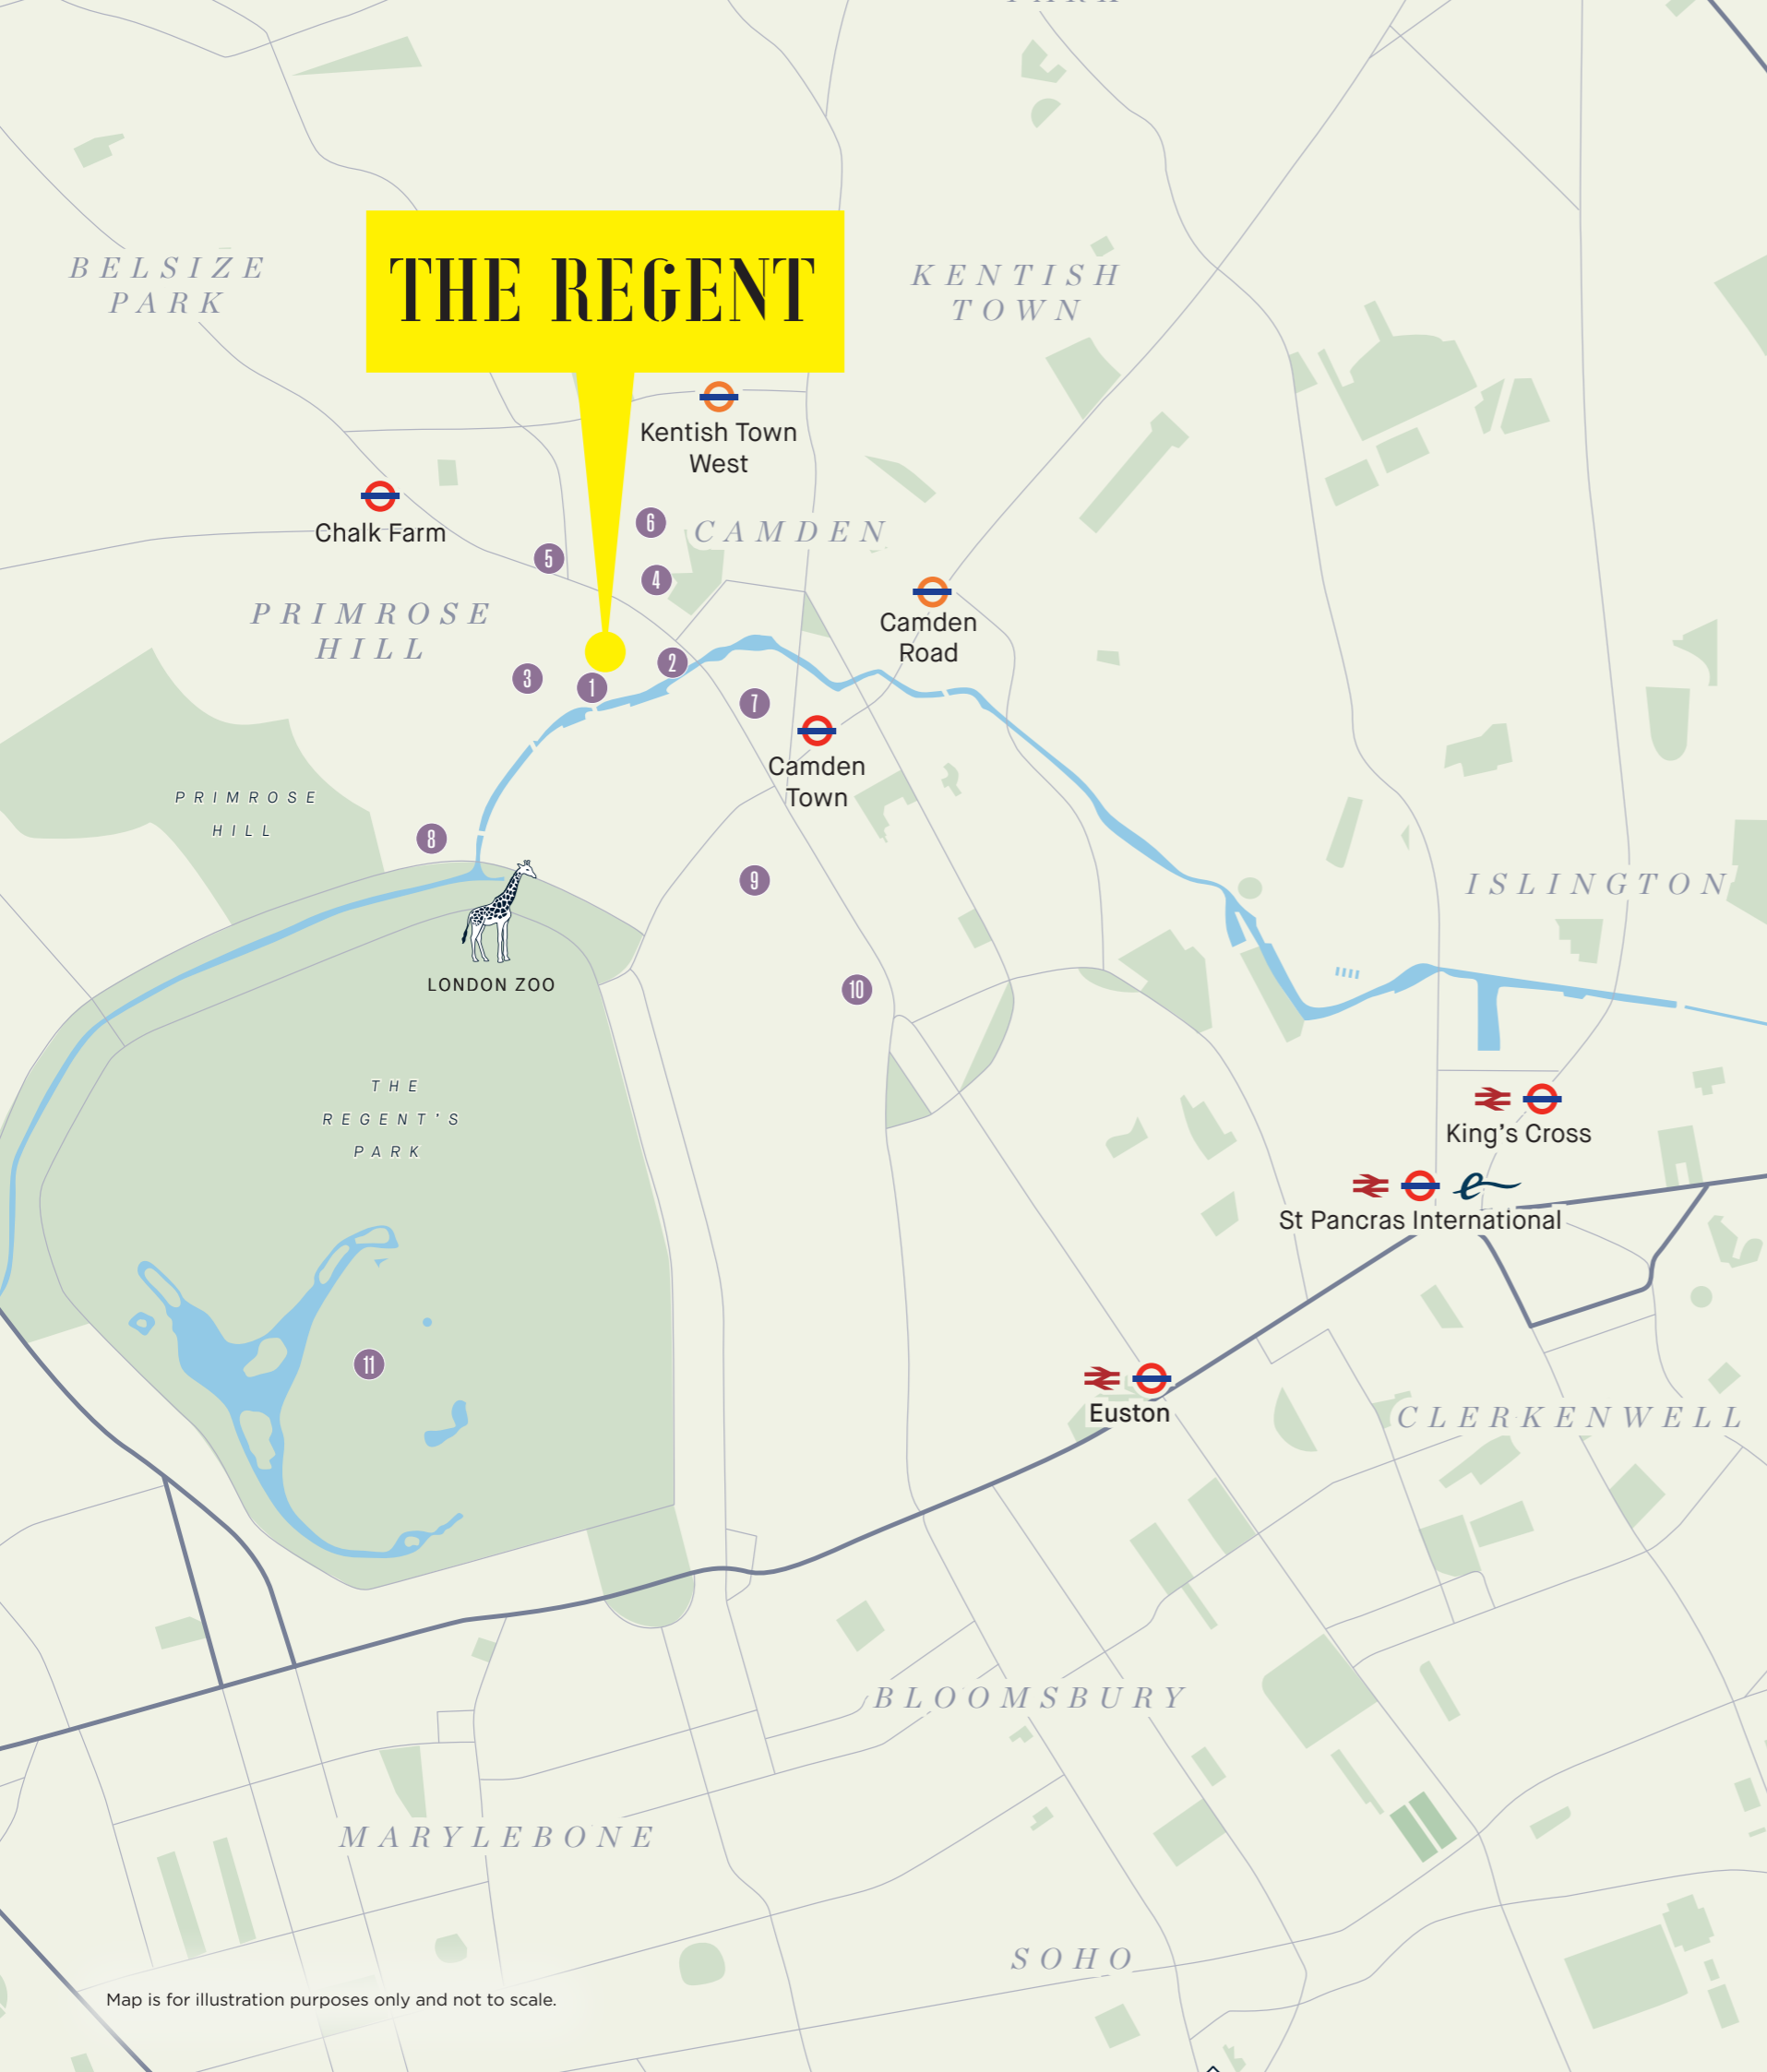 PARK
BELSIZE
PARK
THE REGENT
KENTISH
TOWN
Kentish Town
West
Chalk Farm
6
CAMDEN
5
4
PRIMROSE
HILL
Camden
Road
3
1
2
7
Camden
Town
PRIMROSE
HILL
8
9
ISLINGTON
LONDON ZOO
10
THE
REGENT'S
PARK
King's Cross
St Pancras International
11
Euston
CLERKENWELL
BLOOMSBURY
MARYLEBONE
SOHO
Map is for illustration purposes only and not to scale.